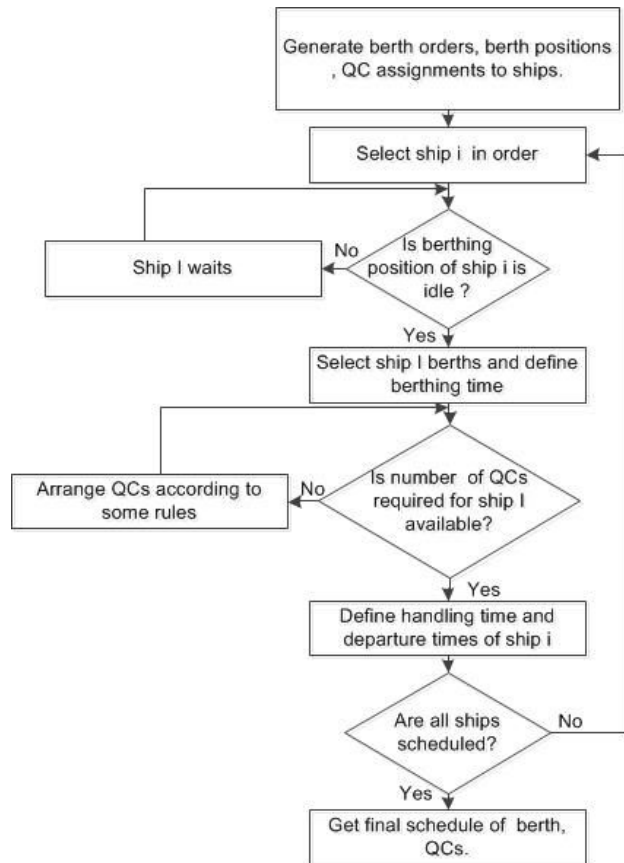 Generate berth orders, berth positions
, QC assignments to ships.
Select ship i in order
Is berthing
position of ship i is
idle ?
No
Ship I waits
Yes
Select ship I berths and define
berthing time
Is number of QCs
required for ship I
available?
No
Arrange QCs according to
some rules
Yes
Define handling time and
departure times of ship i
Are all ships
scheduled?
No
Yes
Get final schedule of berth,
QCs.